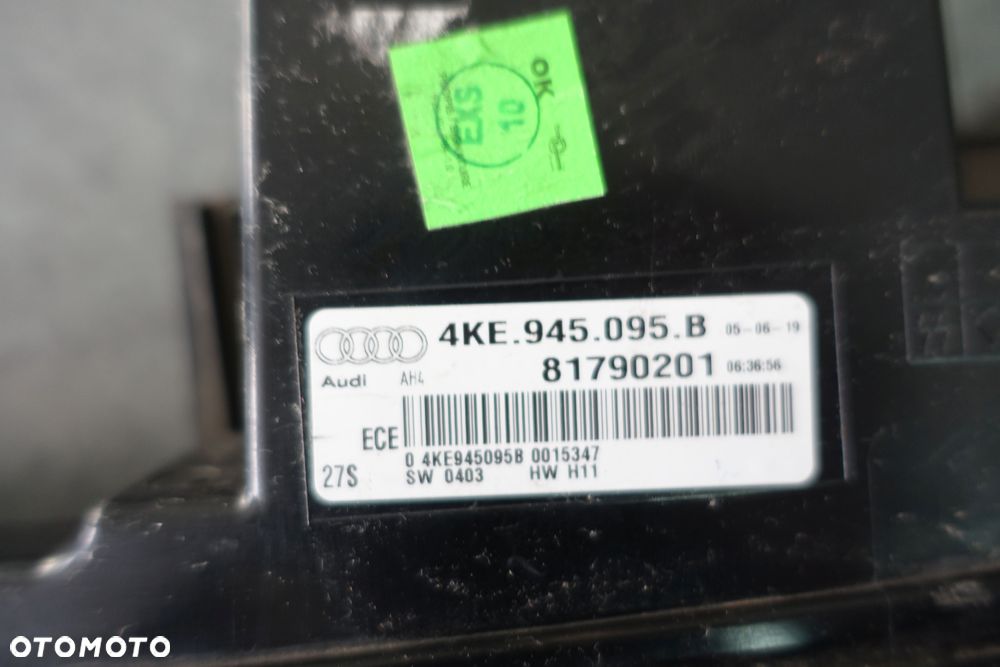 OK
EXS
10
4KE.945.095.B 05-06-19
81790201 06:36:56
Audi AH4
ECE
0 4KE945095B 0015347
27S SW 0403 HW H11
OTOMOTO